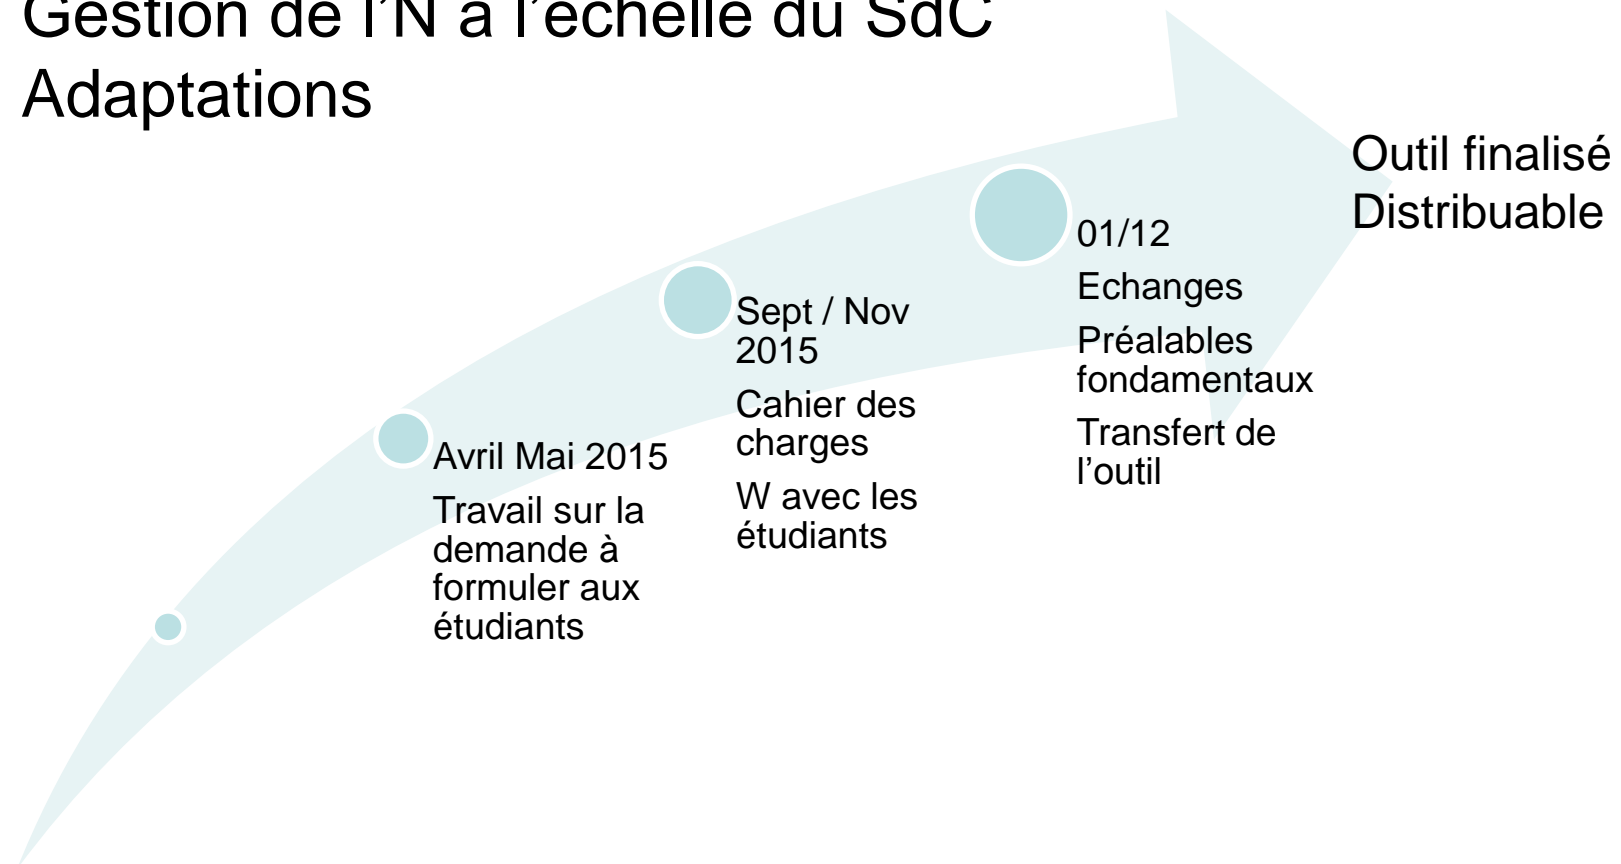 Gestion de l'N à l'échelle du SdC
Adaptations
Outil finalisé
Distribuable
01/12
Echanges
Préalables
fondamentaux
Transfert de
l'outil
Sept / Nov
2015
Cahier des
charges
W avec les
étudiants
Avril Mai 2015
Travail sur la
demande à
formuler aux
étudiants